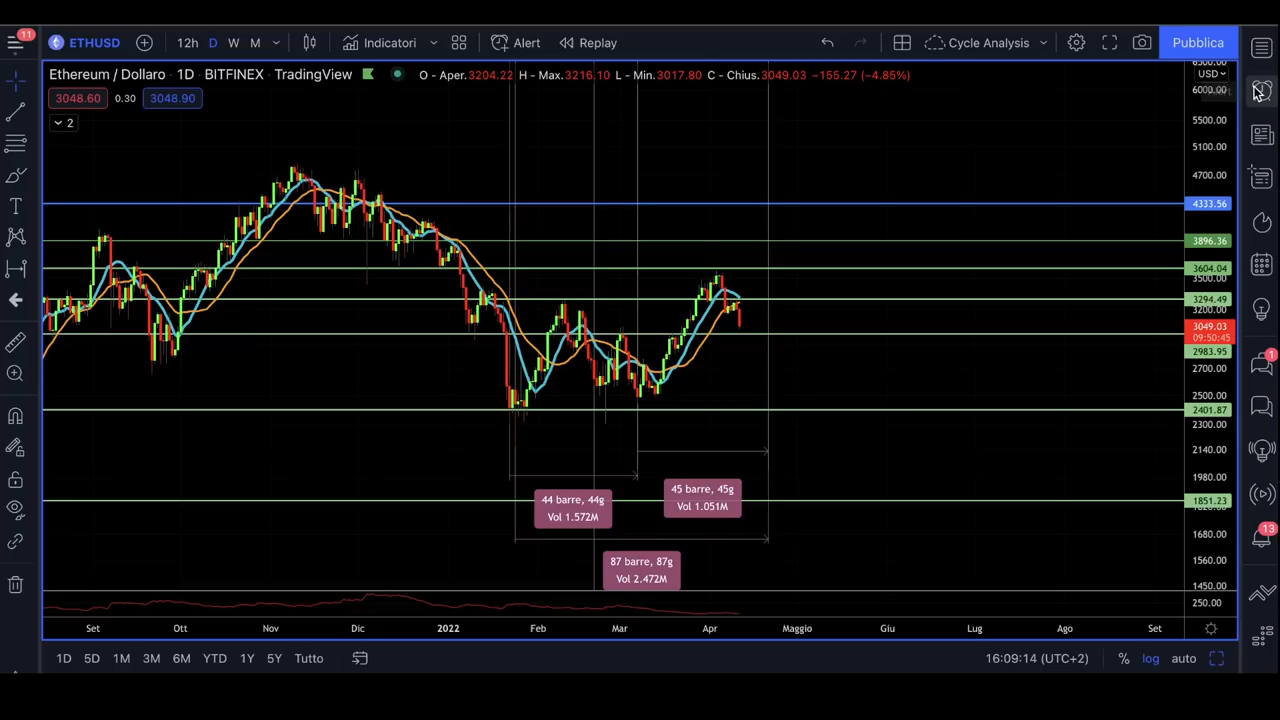 11
ETHUSD
12h D W M
Indicatori
Alert
Replay
Cycle Analysis
Pubblica
Ethereum / Dollaro · 1D · BITFINEX · TradingView
O - Aper.3204.22 H - Max.3216.10 L - Min.3017.80 C - Chius.3049.03 -155.27 (-4.85%)
USD
3048.60 0.30 3048.90
2
5500.00
5100.00
4700.00
4333.56
3896.36
3604.04
3500.00
3294.49
3200.00
3049.03
09:50:45
2983.95
2700.00
2500.00
2401.87
2300.00
2140.00
1980.00
1851.23
1680.00
1560.00
1450.00
250.00
44 barre, 44g
Vol 1.572M
45 barre, 45g
Vol 1.051M
87 barre, 87g
Vol 2.472M
Set Ott Nov Dic 2022 Feb Mar Apr Maggio Giu Lug Ago Set
1D 5D 1M 3M 6M YTD 1Y 5Y Tutto
16:09:14 (UTC+2) % log auto
1
13